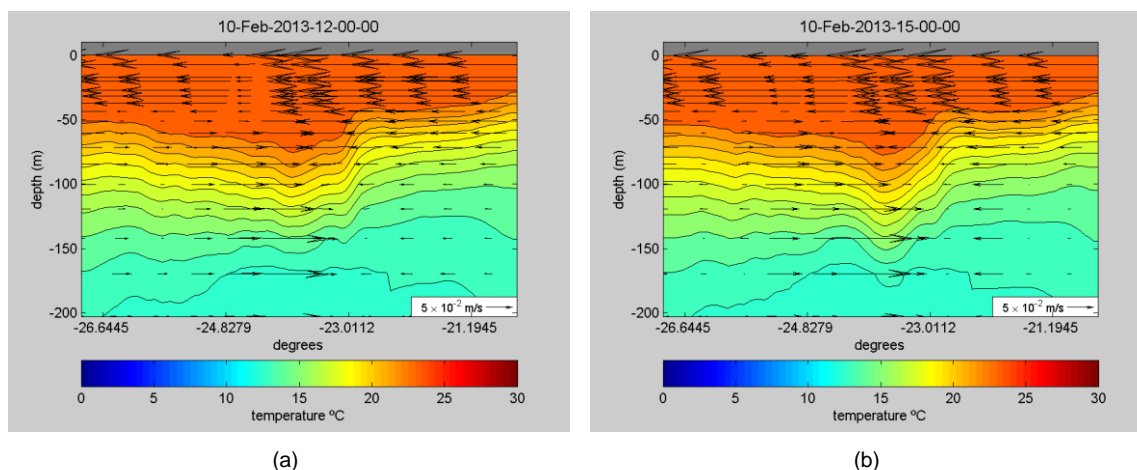 10-Feb-2013-12-00-00
0
-50
-100
-150
-200
depth (m)
5 × 10⁻² m/s
-26.6445 -24.8279 -23.0112 -21.1945
degrees
0 5 10 15 20 25 30
temperature ºC
(a)
10-Feb-2013-15-00-00
0
-50
-100
-150
-200
depth (m)
5 × 10⁻² m/s
-26.6445 -24.8279 -23.0112 -21.1945
degrees
0 5 10 15 20 25 30
temperature ºC
(b)